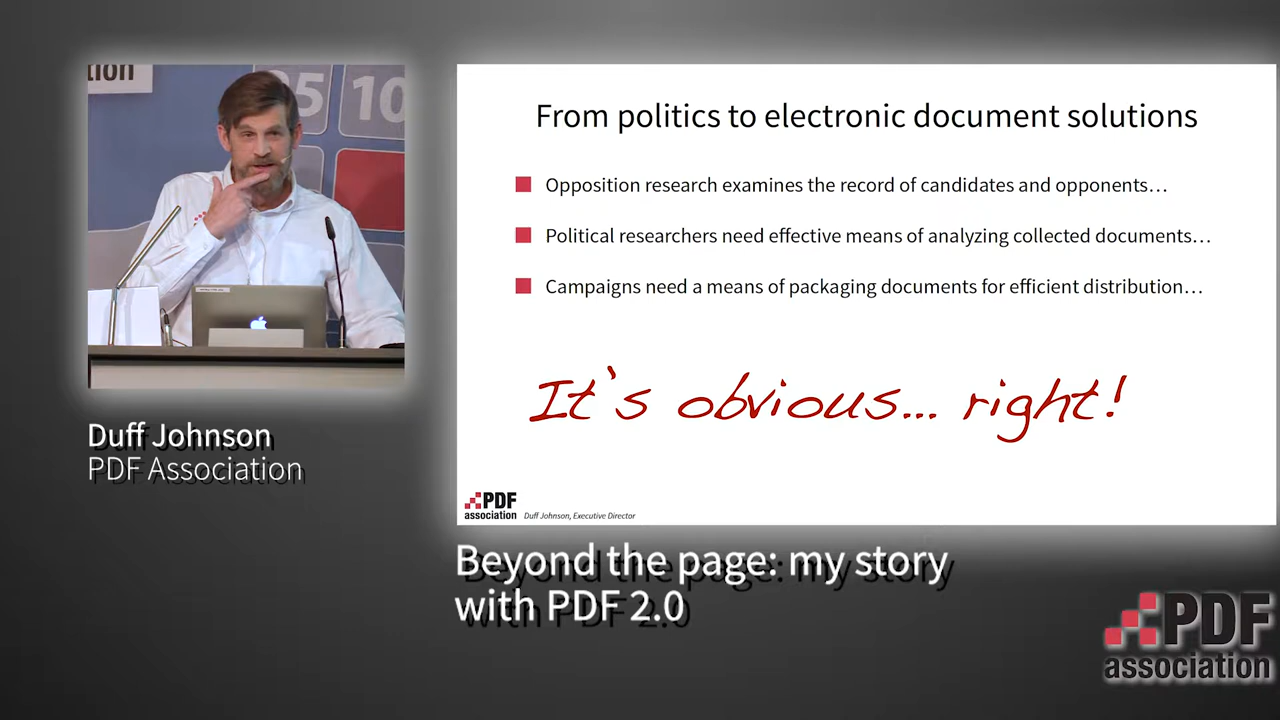 tion
35 10
Duff Johnson
PDF Association
From politics to electronic document solutions
Opposition research examines the record of candidates and opponents…
Political researchers need effective means of analyzing collected documents…
Campaigns need a means of packaging documents for efficient distribution…
It's obvious... right!
PDF
association
Duff Johnson, Executive Director
Beyond the page: my story
with PDF 2.0
PDF
association